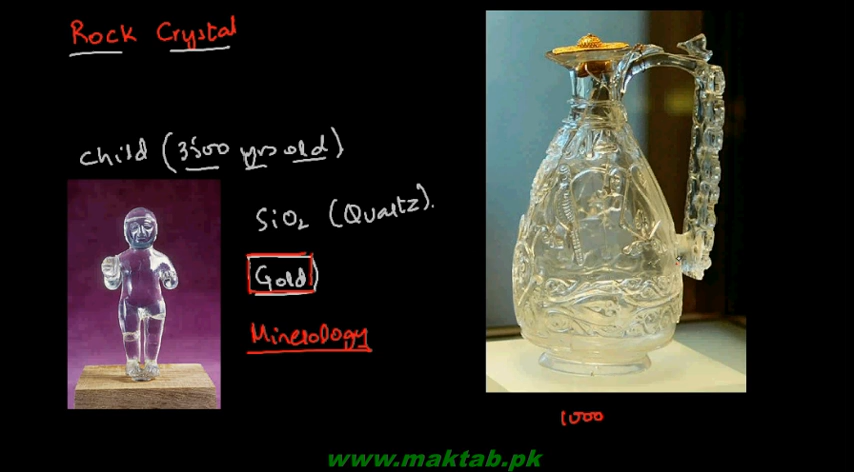 Rock Crystal
Child (3500 yrs old)
SiO2 (Quartz).
Gold)
Minerology
1000
www.maktab.pk